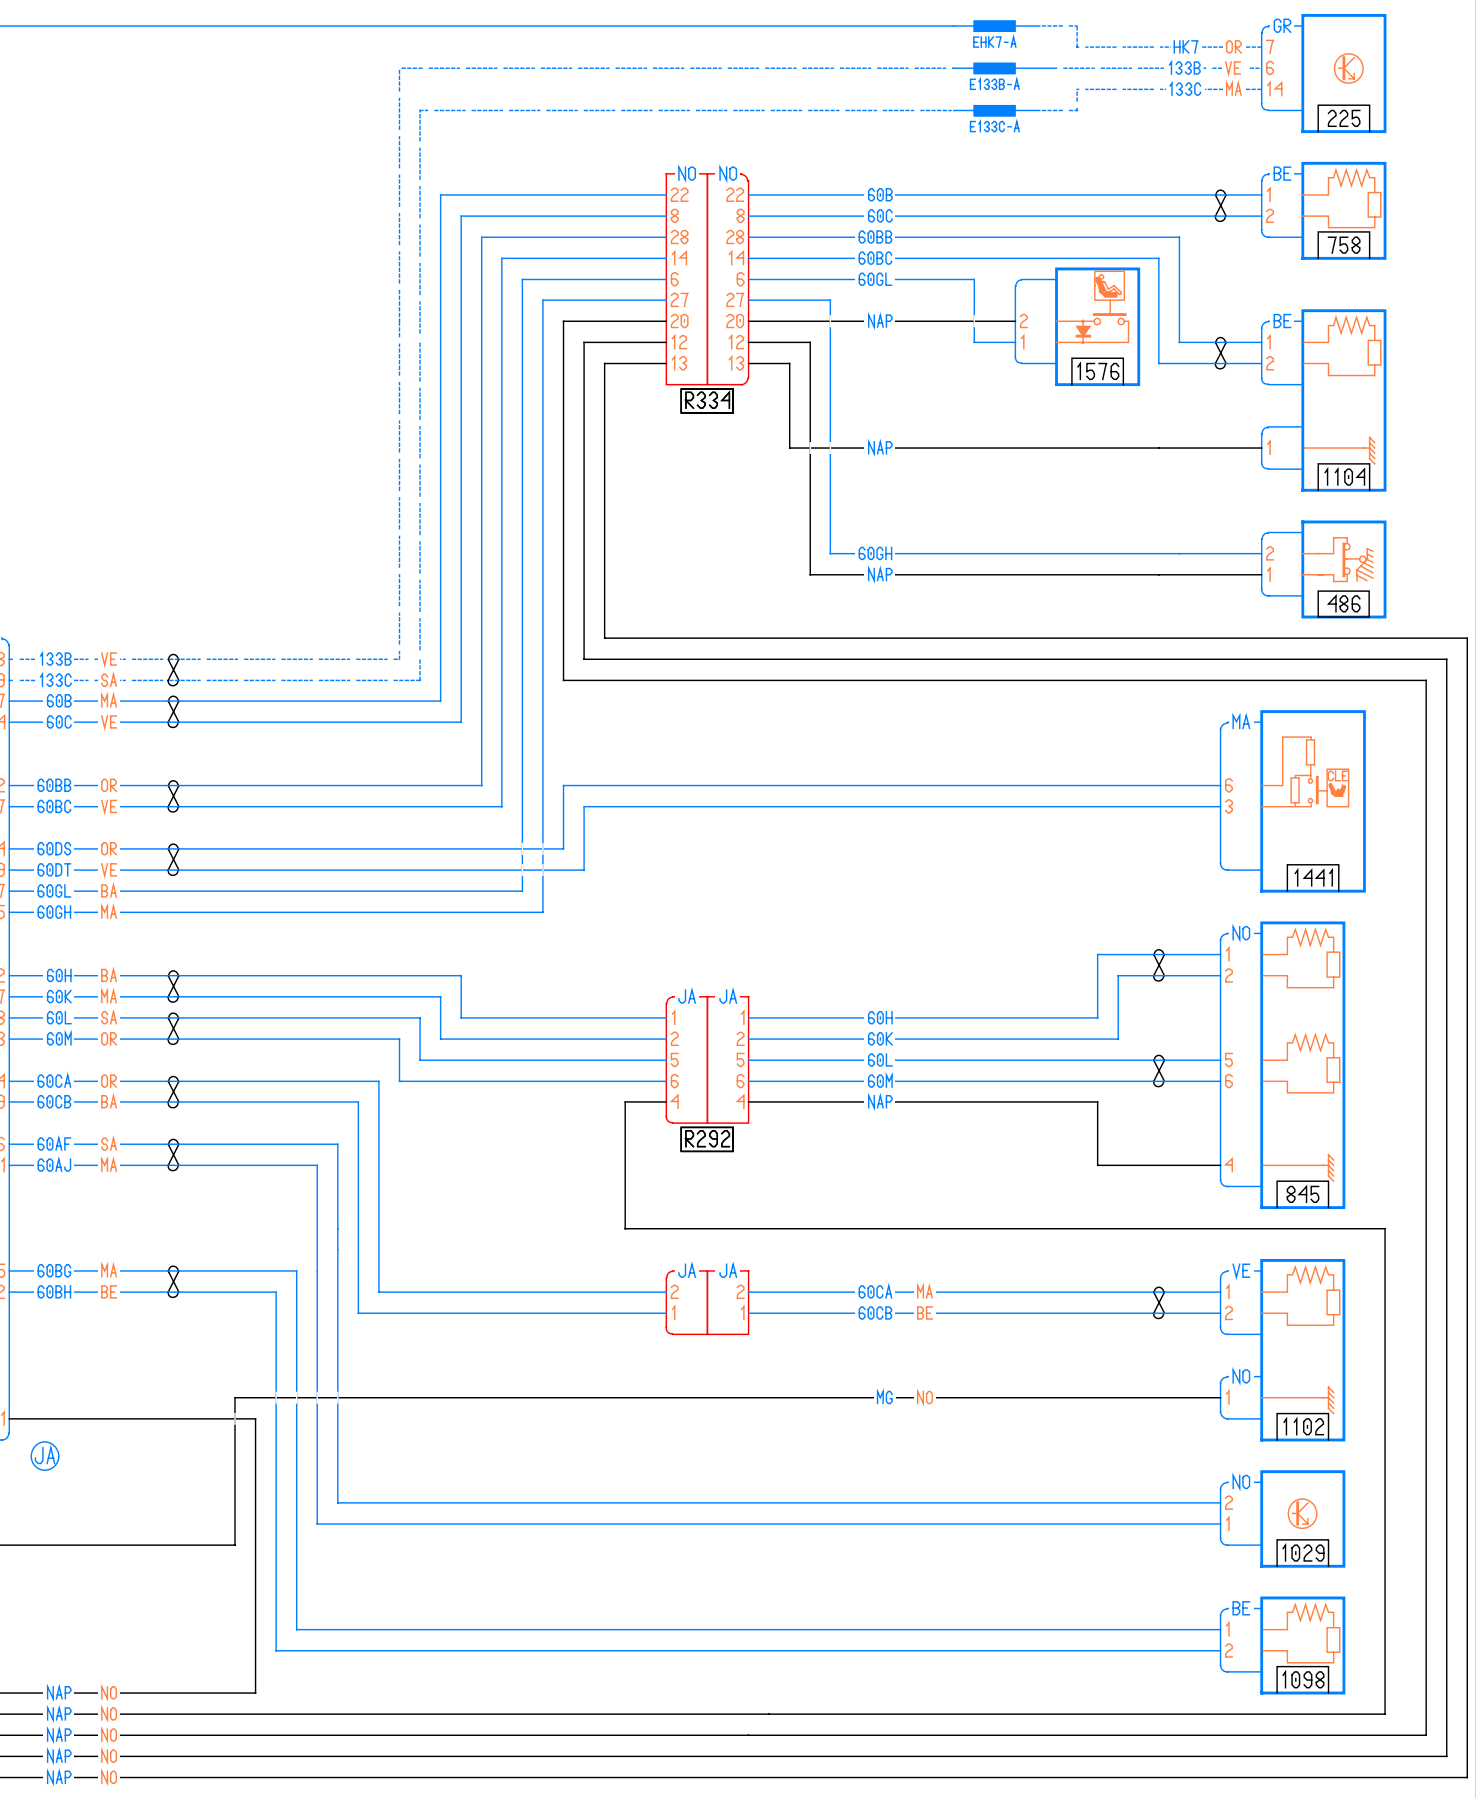 GR
EHK7-A HK7 OR 7
133B VE 6
E133B-A 133C MA 14
225
E133C-A
NO NO BE
22 22 60B 1
8 8 60C 2
28 28 60BB
758
14 14 60BC
6 6 60GL
27 27
20 20 NAP 2 BE
12 12 1 1
13 13 2
1576
R334
NAP 1
1104
60GH 2
NAP 1
486
133B VE
133C SA
60B MA
60C VE MA
60BB OR 6
CLE
60BC VE 3
60DS OR
60DT VE
1441
60GL BA
60GH MA
NO
1
60H BA 2
60K MA JA JA
60L SA 1 1 60H
60M OR 2 2 60K
5 5 60L 5
60CA OR 6 6 60M 6
60CB BA 4 4 NAP
R292
60AF SA
60AJ MA 4
845
60BG MA JA JA VE
60BH BE 2 2 60CA MA 1
1 1 60CB BE 2
NO
MG NO 1
1 1102
JA
NO
2
1
1029
BE
1
2
1098
NAP NO
NAP NO
NAP NO
NAP NO
NAP NO